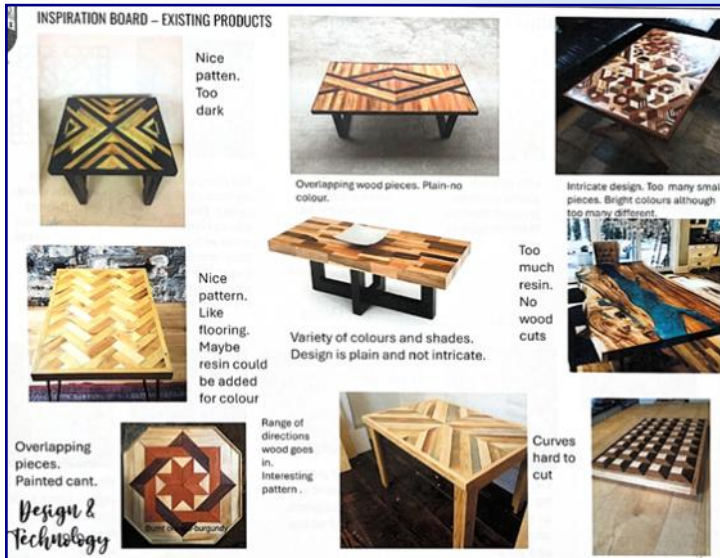 INSPIRATION BOARD – EXISTING PRODUCTS
Nice
patten.
Too
dark
Overlapping wood pieces. Plain-no
colour.
Intricate design. Too many small
pieces. Bright colours although
too many different.
Nice
pattern.
Like
flooring.
Maybe
resin could
be added
for colour
Variety of colours and shades.
Design is plain and not intricate.
Too
much
resin.
No
wood
cuts
Overlapping
pieces.
Painted cant.
Burnt burgundy
Range of
directions
wood goes
in.
Interesting
pattern .
Curves
hard to
cut
Design &
Technology